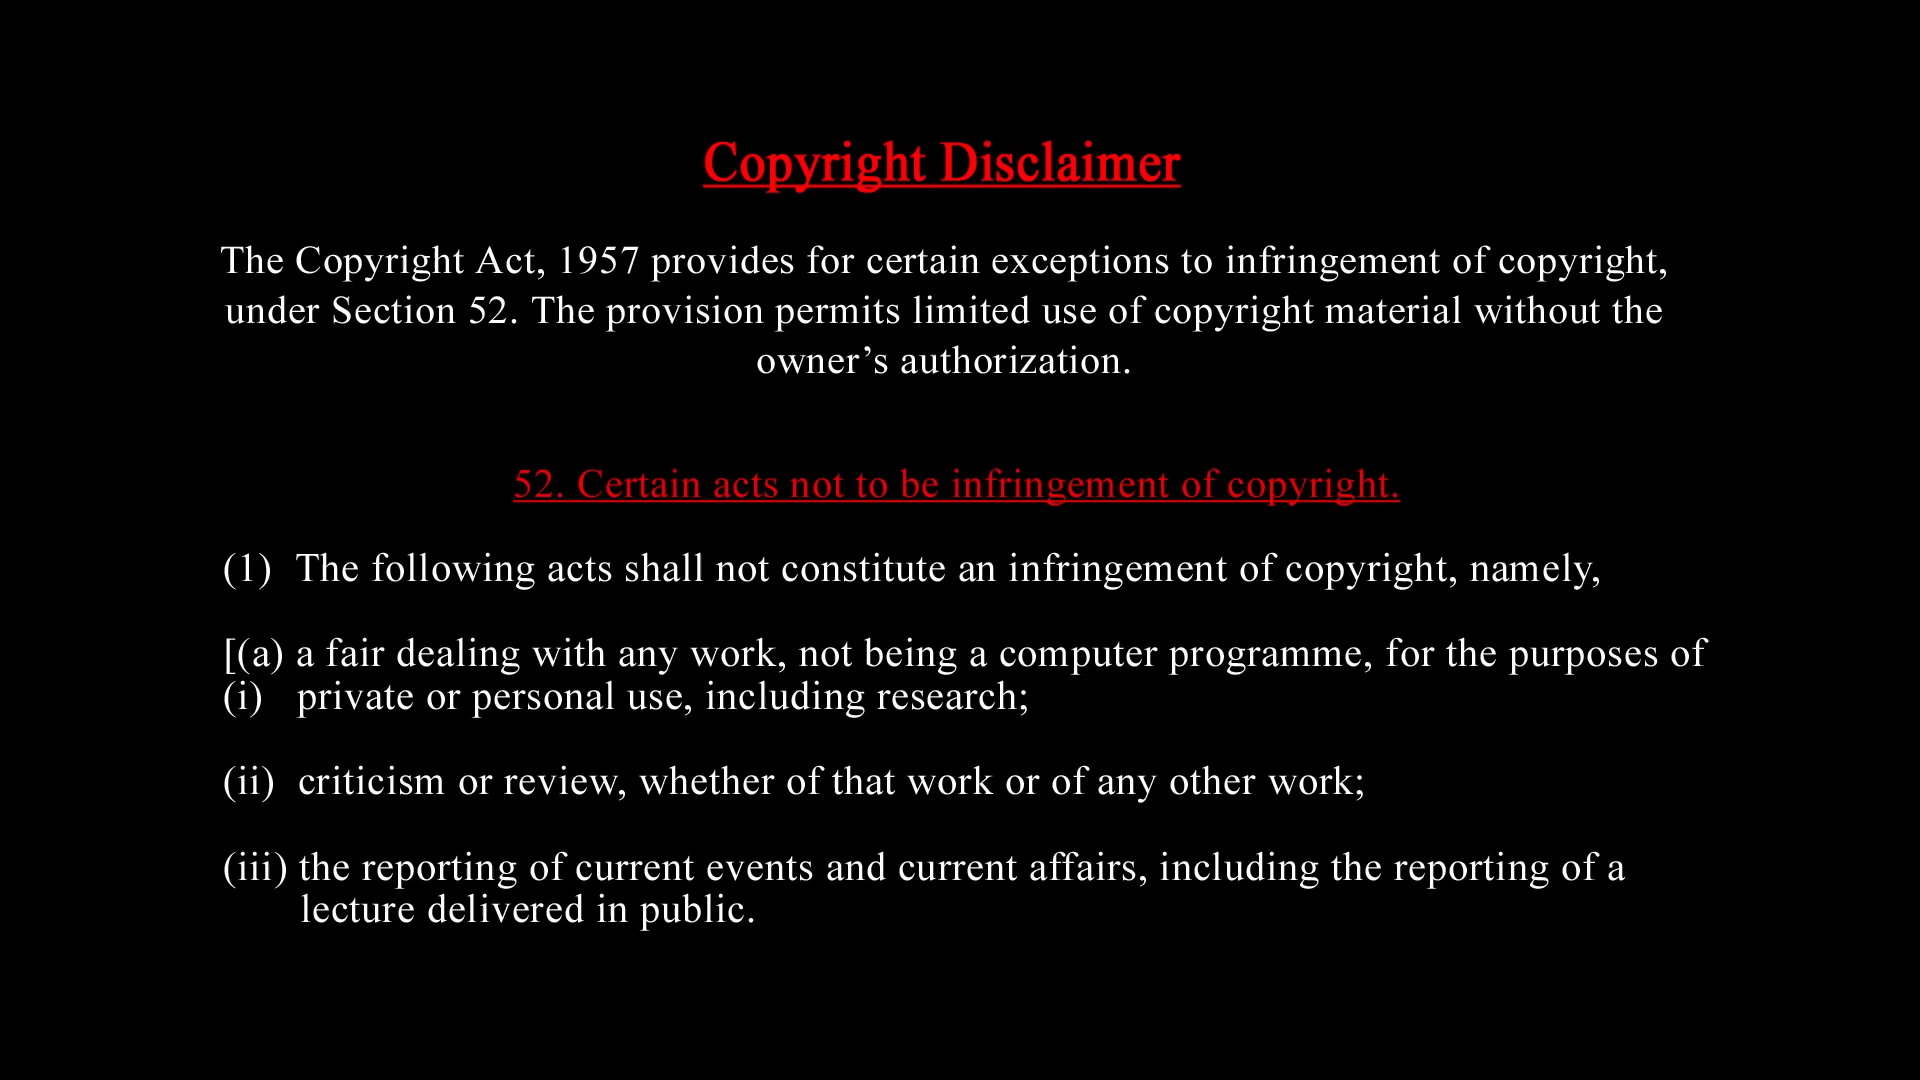 Copyright Disclaimer
The Copyright Act, 1957 provides for certain exceptions to infringement of copyright,
under Section 52. The provision permits limited use of copyright material without the
owner’s authorization.
52. Certain acts not to be infringement of copyright.
(1) The following acts shall not constitute an infringement of copyright, namely,
[(a) a fair dealing with any work, not being a computer programme, for the purposes of
(i) private or personal use, including research;
(ii) criticism or review, whether of that work or of any other work;
(iii) the reporting of current events and current affairs, including the reporting of a
lecture delivered in public.